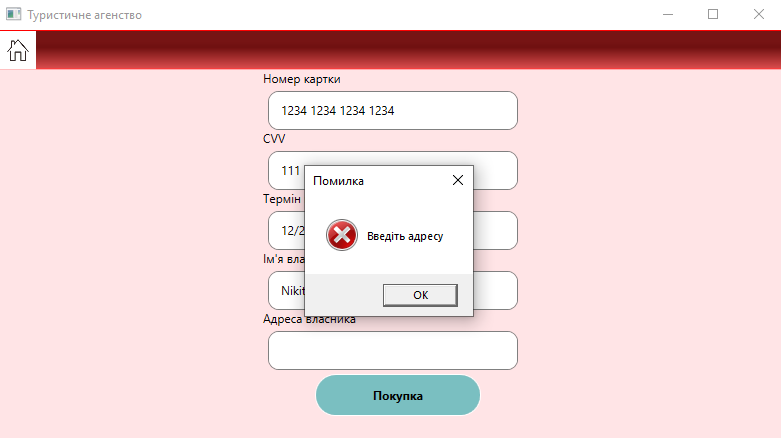 Туристичне агенство
Номер картки
1234 1234 1234 1234
CVV
111
Помилка
Термін
12/2
Введіть адресу
Ім'я вла
Nikit
OK
Адреса власника
Покупка